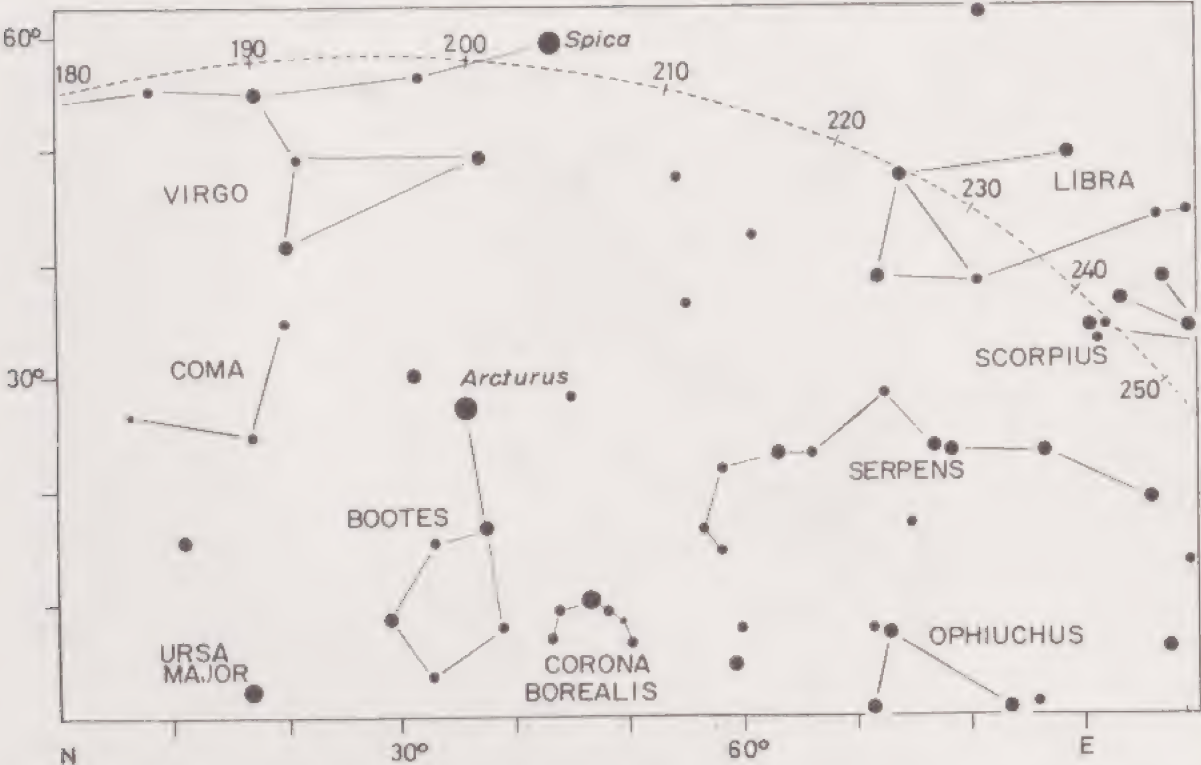 60°
180
190
200
Spica
210
220
230
LIBRA
VIRGO
240
30°
COMA
Arcturus
SCORPIUS
250
SERPENS
BOOTES
OPHIUCHUS
URSA
MAJOR
CORONA
BOREALIS
N
30°
60°
E